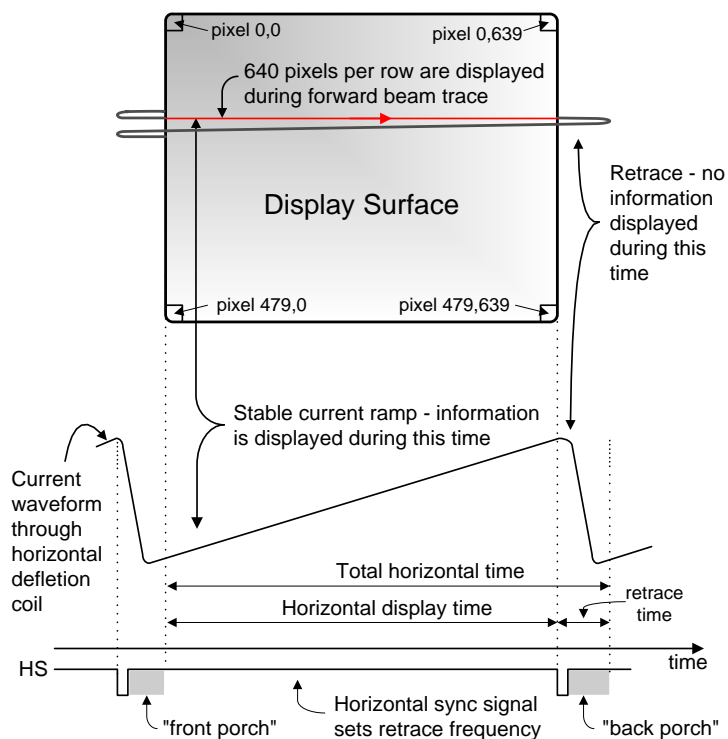 pixel 0,0
pixel 0,639
640 pixels per row are displayed
during forward beam trace
Retrace - no
information
displayed
during this
time
Display Surface
pixel 479,0
pixel 479,639
Stable current ramp - information
is displayed during this time
Current
waveform
through
horizontal
defletion
coil
Total horizontal time
Horizontal display time
retrace
time
time
HS
"front porch"
Horizontal sync signal
sets retrace frequency
"back porch"